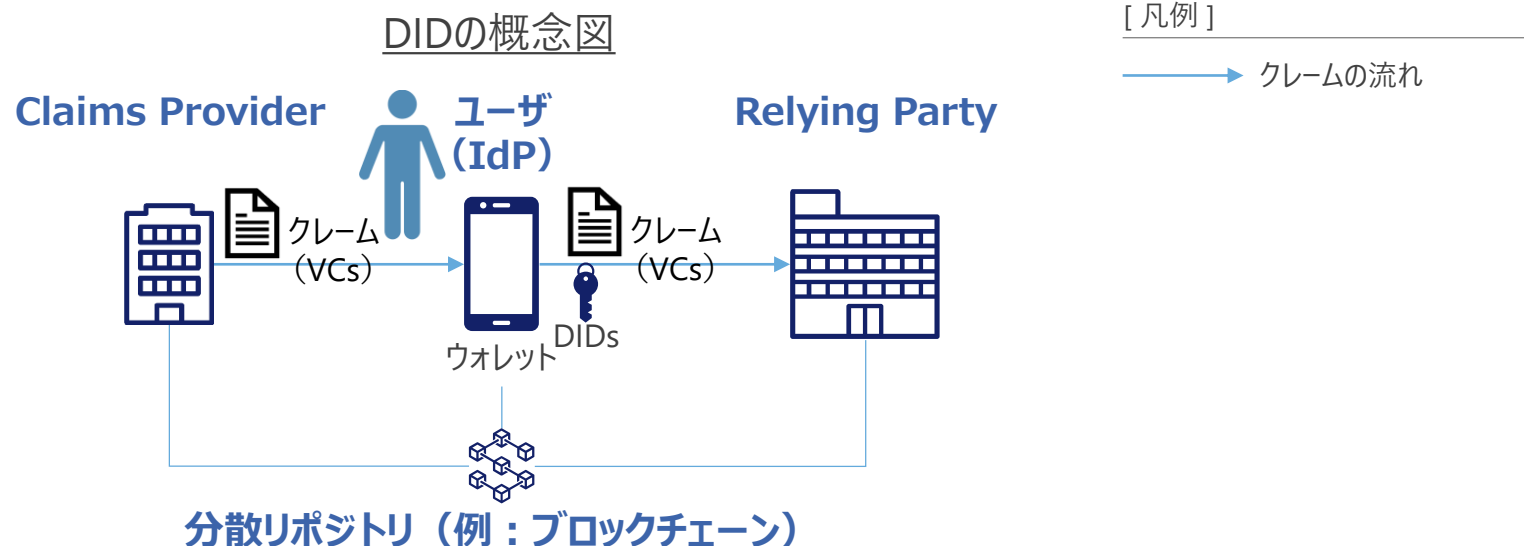 DIDの概念図
[ 凡例 ]
クレームの流れ
Claims Provider
ユーザ
（IdP）
Relying Party
クレーム
（VCs）
クレーム
（VCs）
ウォレット
DIDs
分散リポジトリ（例：ブロックチェーン）